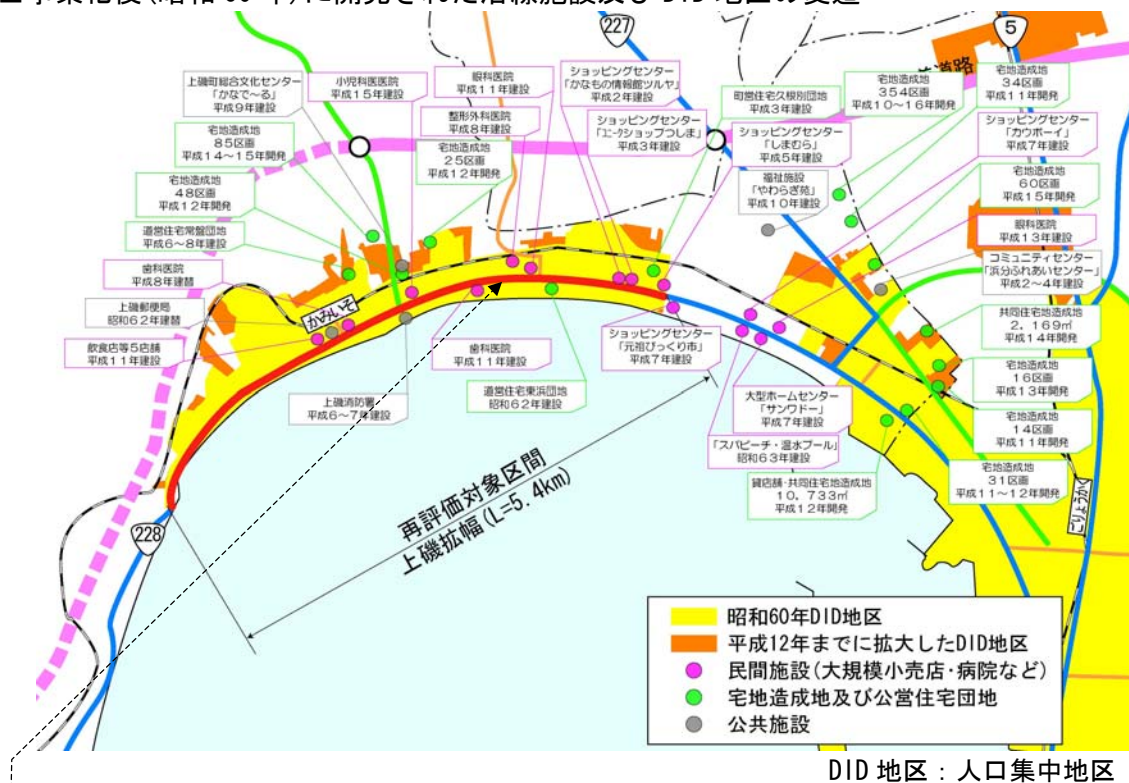 227
5
道路
上磯町総合文化センター
「かなで～る」
平成9年建設
小児科医医院
平成15年建設
眼科医院
平成11年建設
ショッピングセンター
「かなもの情報館ツルヤ」
平成2年建設
町営住宅久根別団地
平成3年建設
宅地造成地
354区画
平成10～16年開発
宅地造成地
34区画
平成11年開発
整形外科医院
平成8年建設
ショッピングセンター
「ユニークショップつしま」
平成3年建設
ショッピングセンター
「しまむら」
平成5年建設
ショッピングセンター
「カウボーイ」
平成7年建設
宅地造成地
85区画
平成14～15年開発
宅地造成地
25区画
平成12年開発
福祉施設
「やわらぎ苑」
平成10年建設
宅地造成地
60区画
平成15年開発
宅地造成地
48区画
平成12年開発
眼科医院
平成13年建設
道営住宅常盤団地
平成6～8年建設
コミュニティセンター
「浜分ふれあいセンター」
平成2～4年建設
歯科医院
平成8年建替
かみいそ
上磯郵便局
昭和62年建替
共同住宅地造成地
2,169㎡
平成14年開発
飲食店等5店舗
平成11年建設
歯科医院
平成11年建設
ショッピングセンター
「元祖びっくり市」
平成7年建設
宅地造成地
16区画
平成13年開発
上磯消防署
平成6～7年建設
道営住宅東浜団地
昭和62年建設
大型ホームセンター
「サンワドー」
平成7年建設
宅地造成地
14区画
平成11年開発
「スパビーチ・温水プール」
昭和63年建設
宅地造成地
31区画
平成11～12年開発
貸店舗・共同住宅地造成地
10,733㎡
平成12年開発
ごりょうかく
再評価対象区間
上磯拡幅(L=5.4km)
228
昭和60年DID地区
平成12年までに拡大したDID地区
民間施設(大規模小売店・病院など)
宅地造成地及び公営住宅団地
公共施設
DID 地区：人口集中地区